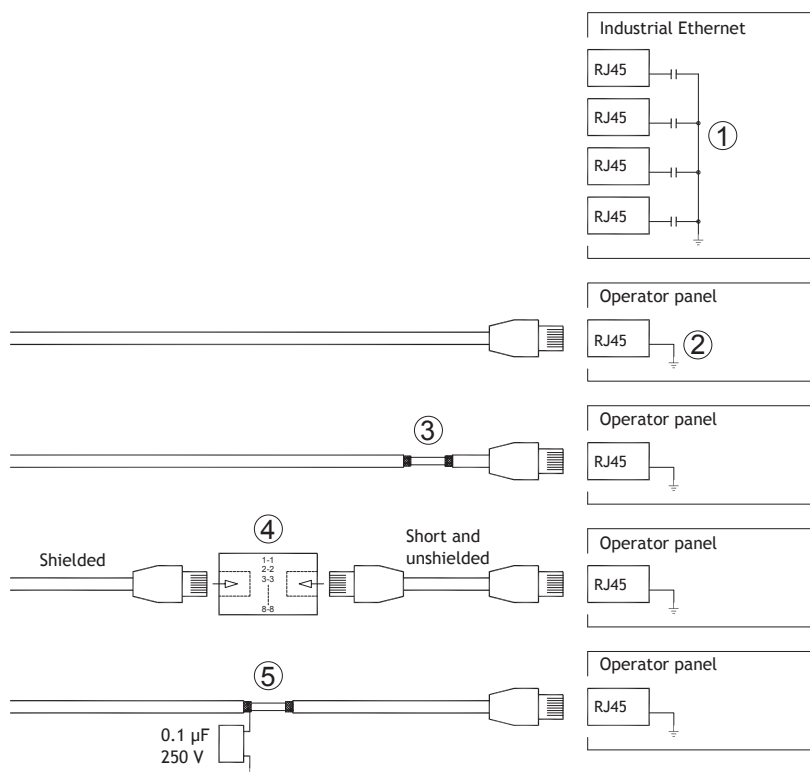 Industrial Ethernet
RJ45
RJ45
1
RJ45
RJ45
Operator panel
RJ45
2
Operator panel
3
RJ45
Operator panel
4
Shielded
1-1
2-2
3-3
8-8
Short and
unshielded
RJ45
Operator panel
5
RJ45
0.1 µF
250 V